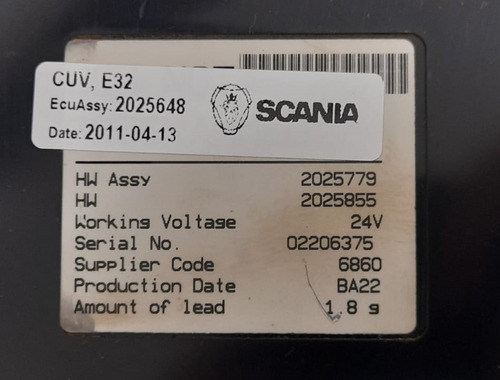 CUV, E32
EcuAssy: 2025648
Date: 2011-04-13
SCANIA
HW Assy 2025779
HW 2025855
Working Voltage 24V
Serial No. 02206375
Supplier Code 6860
Production Date BA22
Amount of lead 1.8 g